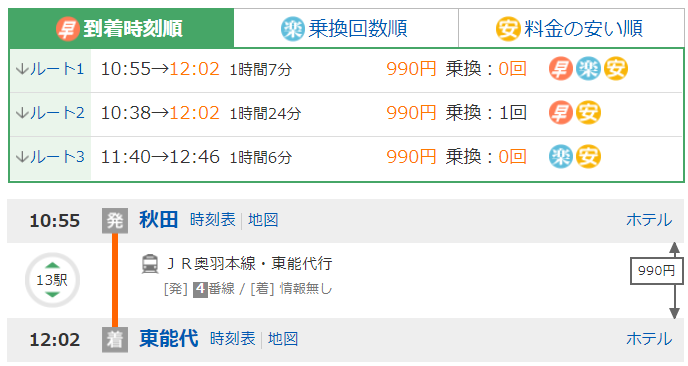 早 到着時刻順 楽 乗換回数順 安 料金の安い順
ルート1 10:55→12:02 1時間7分 990円 乗換：0回 早 楽 安
ルート2 10:38→12:02 1時間24分 990円 乗換：1回 早 安
ルート3 11:40→12:46 1時間6分 990円 乗換：0回 楽 安
10:55 発 秋田 時刻表 地図 ホテル
13駅 ＪＲ奥羽本線・東能代行 990円
[発] 4番線 / [着] 情報無し
12:02 着 東能代 時刻表 地図 ホテル